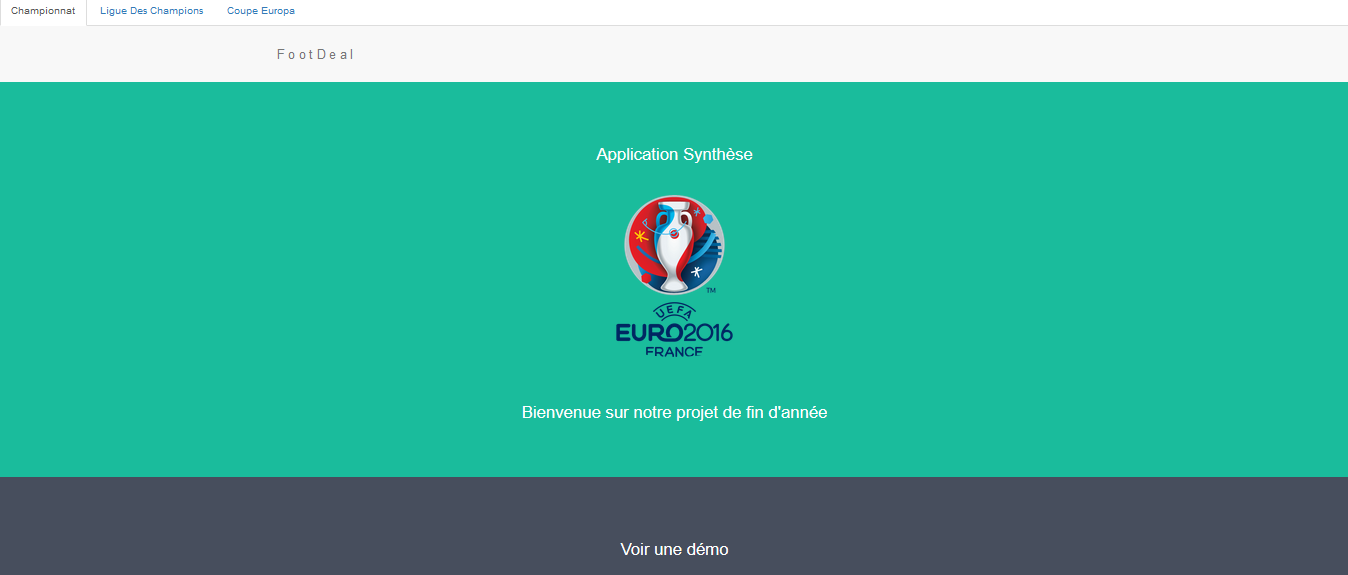 Championnat Ligue Des Champions Coupe Europa
FootDeal
Application Synthèse
TM
UEFA
EURO2016
FRANCE
Bienvenue sur notre projet de fin d'année
Voir une démo